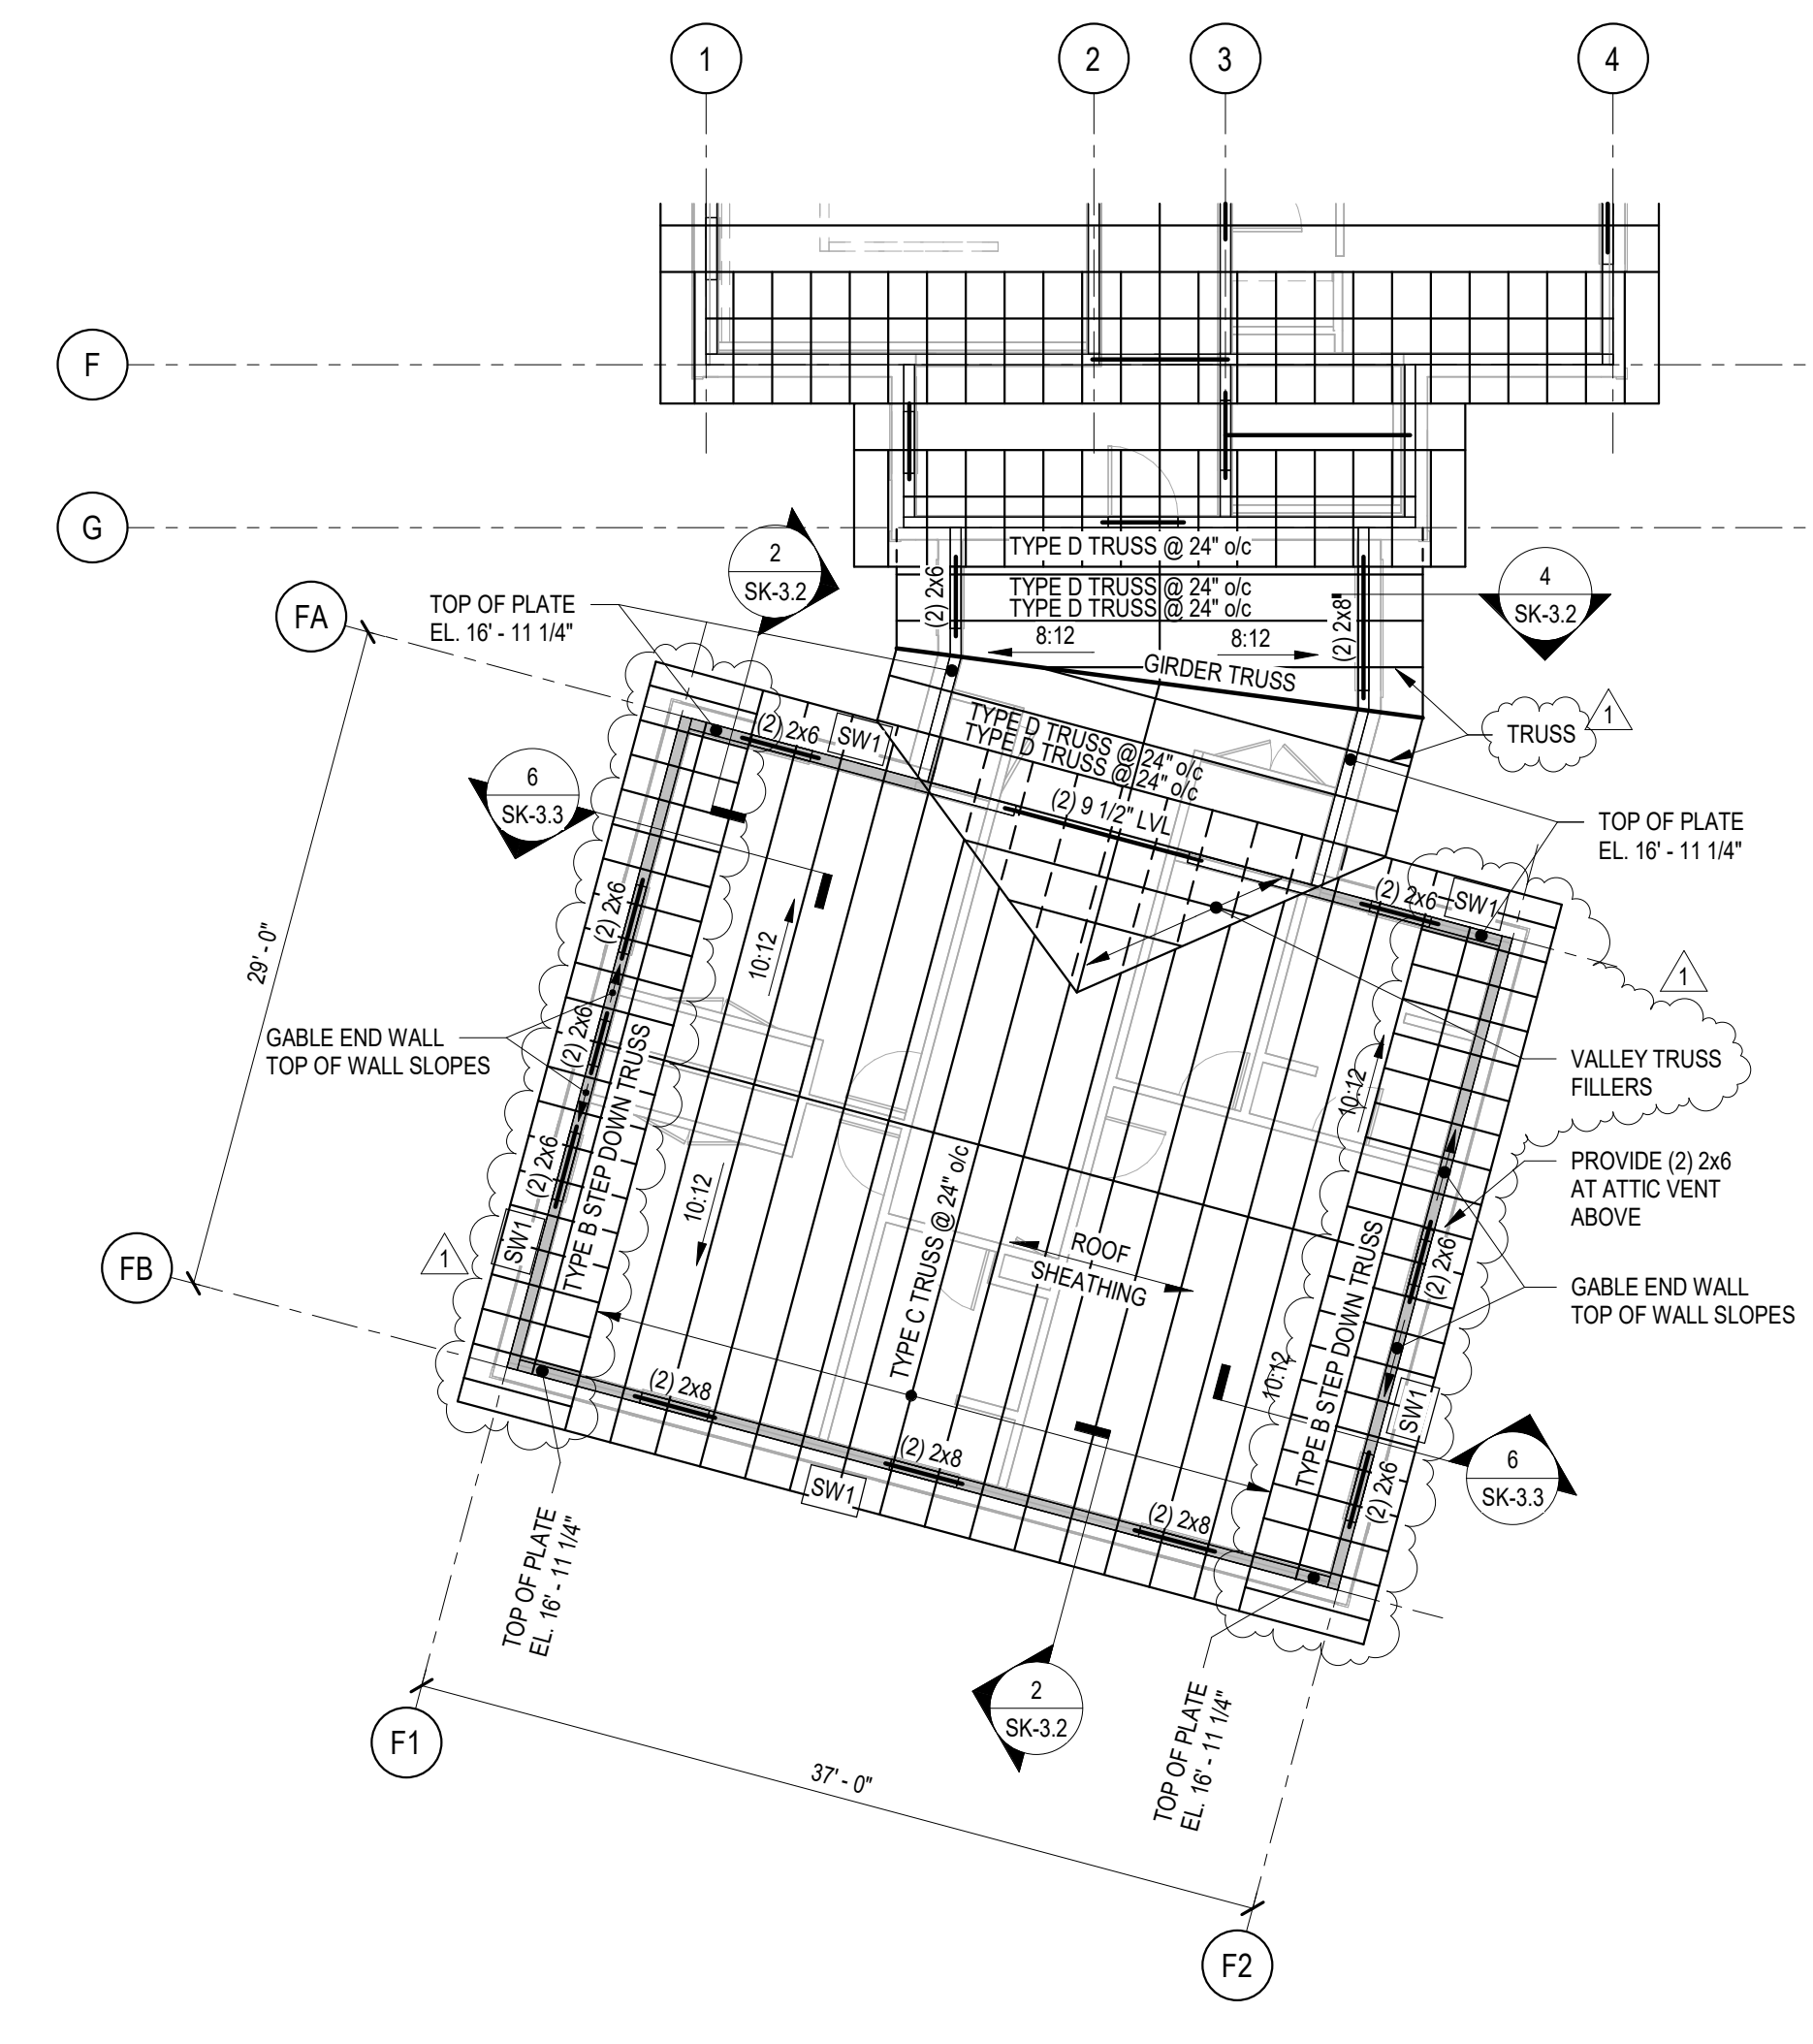 1
2
3
4
F
G
2
SK-3.2
TYPE D TRUSS @ 24" o/c
TYPE D TRUSS @ 24" o/c
TYPE D TRUSS @ 24" o/c
4
SK-3.2
FA
TOP OF PLATE
EL. 16' - 11 1/4"
(2) 2x6
(2) 2x8
8:12
8:12
GIRDER TRUSS
TRUSS
1
(2) 2x6
SW1
TYPE D TRUSS @ 24" o/c
TYPE D TRUSS @ 24" o/c
(2) 9 1/2" LVL
6
SK-3.3
TOP OF PLATE
EL. 16' - 11 1/4"
(2) 2x6
SW1
29' - 0"
(2) 2x6
10:12
1
GABLE END WALL
TOP OF WALL SLOPES
(2) 2x6
VALLEY TRUSS
FILLERS
10:12
(2) 2x6
TYPE B STEP DOWN TRUSS
10:12
TYPE C TRUSS @ 24" o/c
PROVIDE (2) 2x6
AT ATTIC VENT
ABOVE
SW1
1
FB
ROOF
SHEATHING
(2) 2x6
GABLE END WALL
TOP OF WALL SLOPES
TYPE B STEP DOWN TRUSS
10:12
SW1
(2) 2x8
(2) 2x8
SW1
(2) 2x8
(2) 2x6
6
SK-3.3
TOP OF PLATE
EL. 16' - 11 1/4"
2
SK-3.2
TOP OF PLATE
EL. 16' - 11 1/4"
F1
37' - 0"
F2